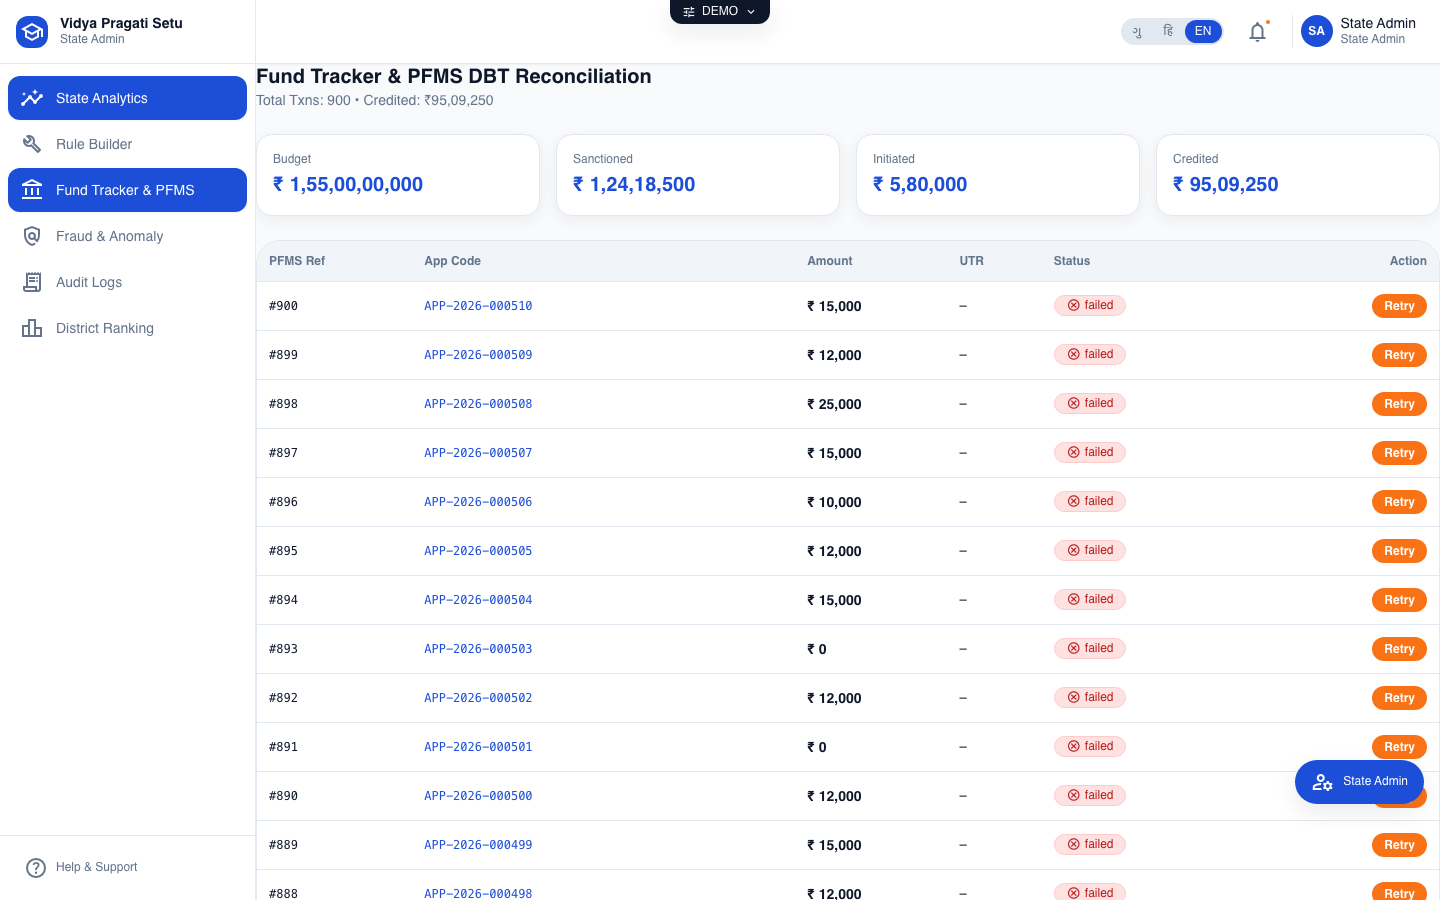 Vidya Pragati Setu
State Admin
DEMO
ગુ
हि
EN
SA
State Admin
State Admin
State Analytics
Rule Builder
Fund Tracker & PFMS
Fraud & Anomaly
Audit Logs
District Ranking
Help & Support
Fund Tracker & PFMS DBT Reconciliation
Total Txns: 900 • Credited: ₹95,09,250
Budget
₹ 1,55,00,00,000
Sanctioned
₹ 1,24,18,500
Initiated
₹ 5,80,000
Credited
₹ 95,09,250
PFMS Ref App Code Amount UTR Status Action
#900 APP-2026-000510 ₹ 15,000 – failed Retry
#899 APP-2026-000509 ₹ 12,000 – failed Retry
#898 APP-2026-000508 ₹ 25,000 – failed Retry
#897 APP-2026-000507 ₹ 15,000 – failed Retry
#896 APP-2026-000506 ₹ 10,000 – failed Retry
#895 APP-2026-000505 ₹ 12,000 – failed Retry
#894 APP-2026-000504 ₹ 15,000 – failed Retry
#893 APP-2026-000503 ₹ 0 – failed Retry
#892 APP-2026-000502 ₹ 12,000 – failed Retry
#891 APP-2026-000501 ₹ 0 – failed Retry
#890 APP-2026-000500 ₹ 12,000 – failed
State Admin
#889 APP-2026-000499 ₹ 15,000 – failed Retry
#888 APP-2026-000498 ₹ 12,000 – failed Retry